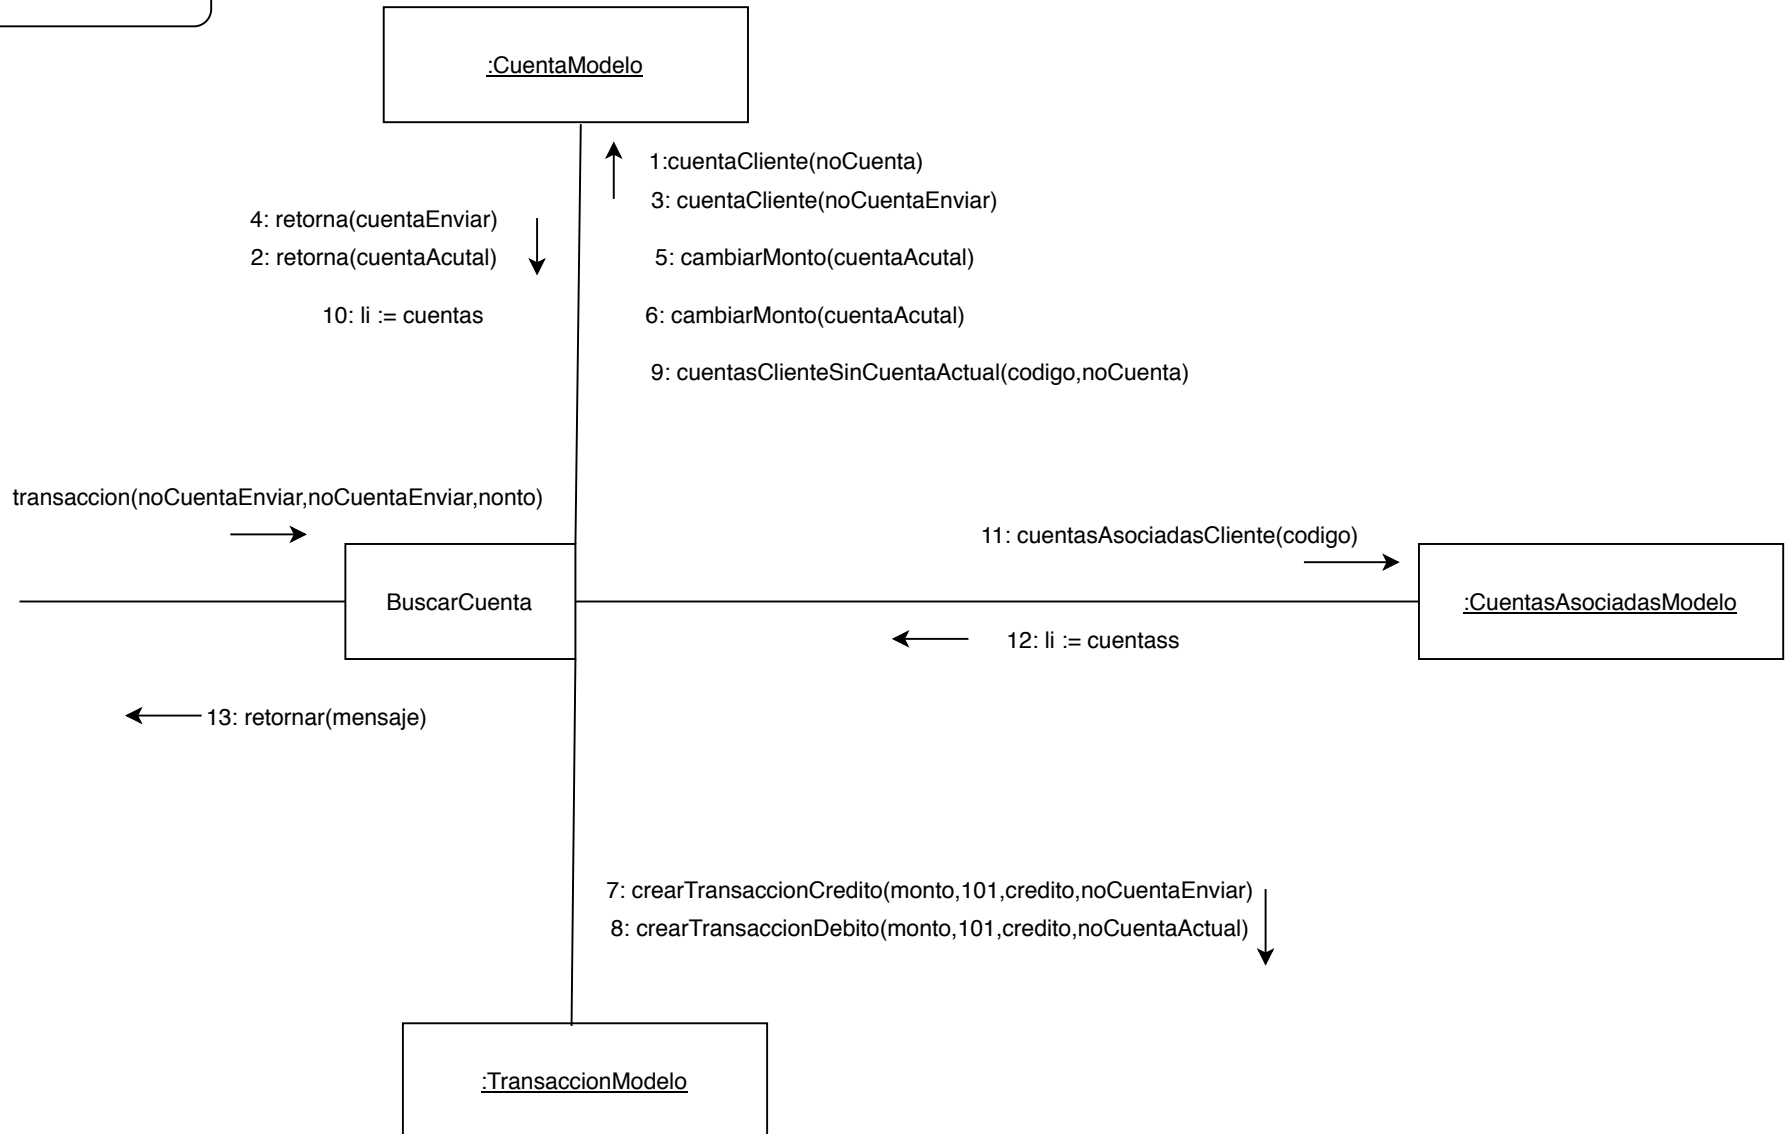 :CuentaModelo
1:cuentaCliente(noCuenta)
3: cuentaCliente(noCuentaEnviar)
4: retorna(cuentaEnviar)
2: retorna(cuentaAcutal)
5: cambiarMonto(cuentaAcutal)
10: li := cuentas
6: cambiarMonto(cuentaAcutal)
9: cuentasClienteSinCuentaActual(codigo,noCuenta)
transaccion(noCuentaEnviar,noCuentaEnviar,nonto)
11: cuentasAsociadasCliente(codigo)
BuscarCuenta
:CuentasAsociadasModelo
12: li := cuentass
13: retornar(mensaje)
7: crearTransaccionCredito(monto,101,credito,noCuentaEnviar)
8: crearTransaccionDebito(monto,101,credito,noCuentaActual)
:TransaccionModelo